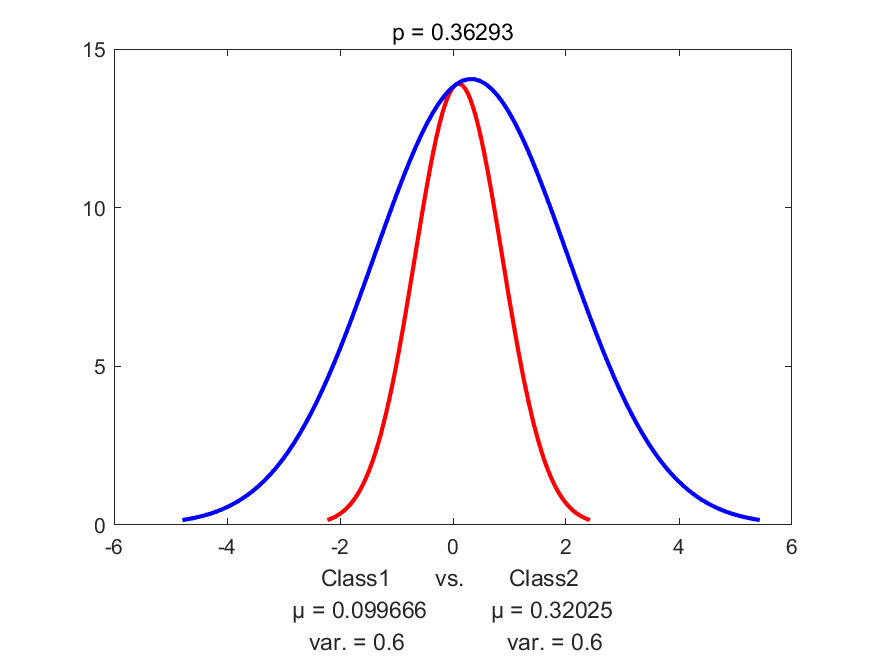 p = 0.36293
15
10
5
0
-6 -4 -2 0 2 4 6
Class1 vs. Class2
μ = 0.099666 μ = 0.32025
var. = 0.6 var. = 0.6